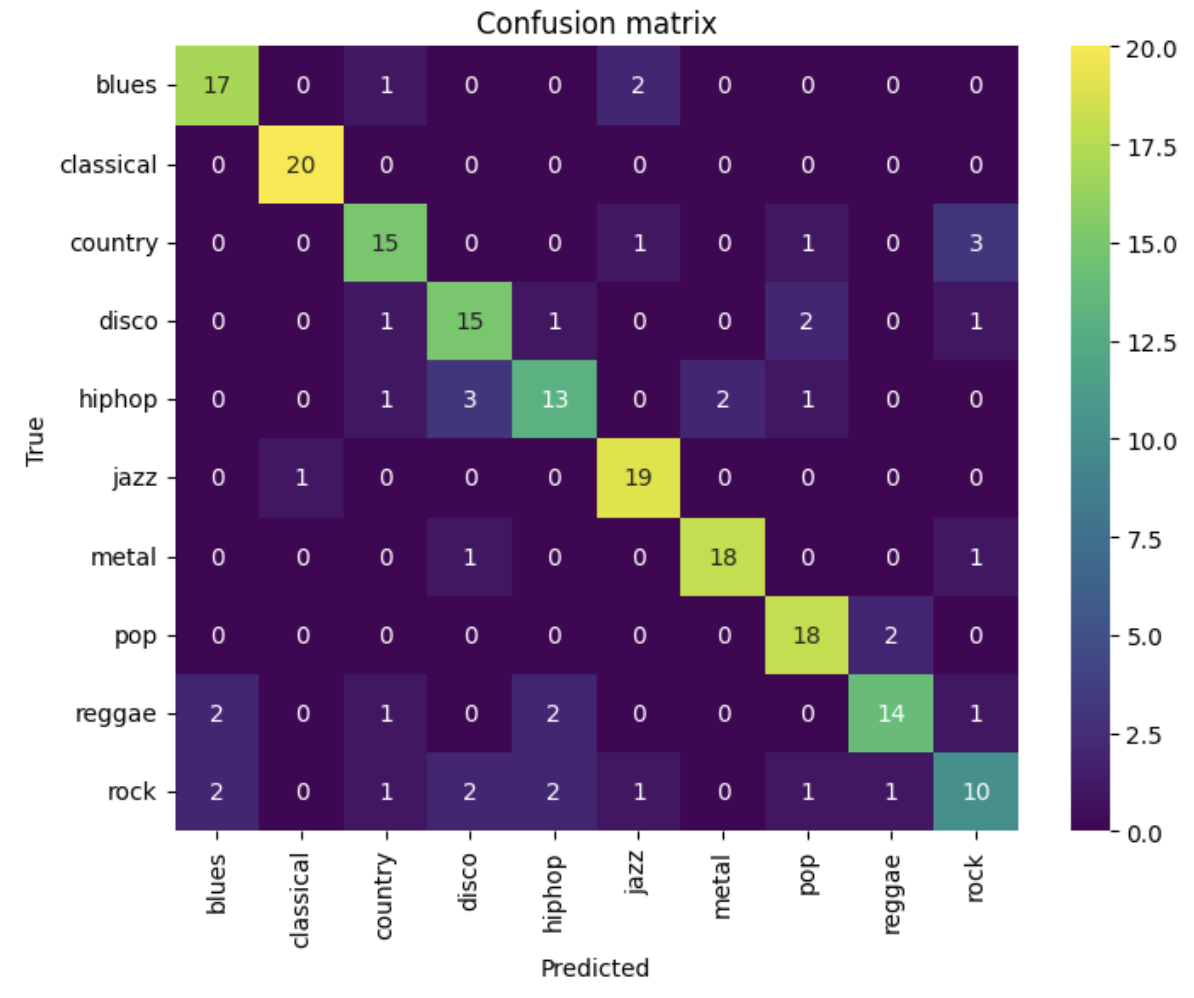 Confusion matrix
blues 17 0 1 0 0 2 0 0 0 0
classical 0 20 0 0 0 0 0 0 0 0
country 0 0 15 0 0 1 0 1 0 3
disco 0 0 1 15 1 0 0 2 0 1
hiphop 0 0 1 3 13 0 2 1 0 0
jazz 0 1 0 0 0 19 0 0 0 0
metal 0 0 0 1 0 0 18 0 0 1
pop 0 0 0 0 0 0 0 18 2 0
reggae 2 0 1 0 2 0 0 0 14 1
rock 2 0 1 2 2 1 0 1 1 10
True
blues classical country disco hiphop jazz metal pop reggae rock
Predicted
20.0
17.5
15.0
12.5
10.0
7.5
5.0
2.5
0.0